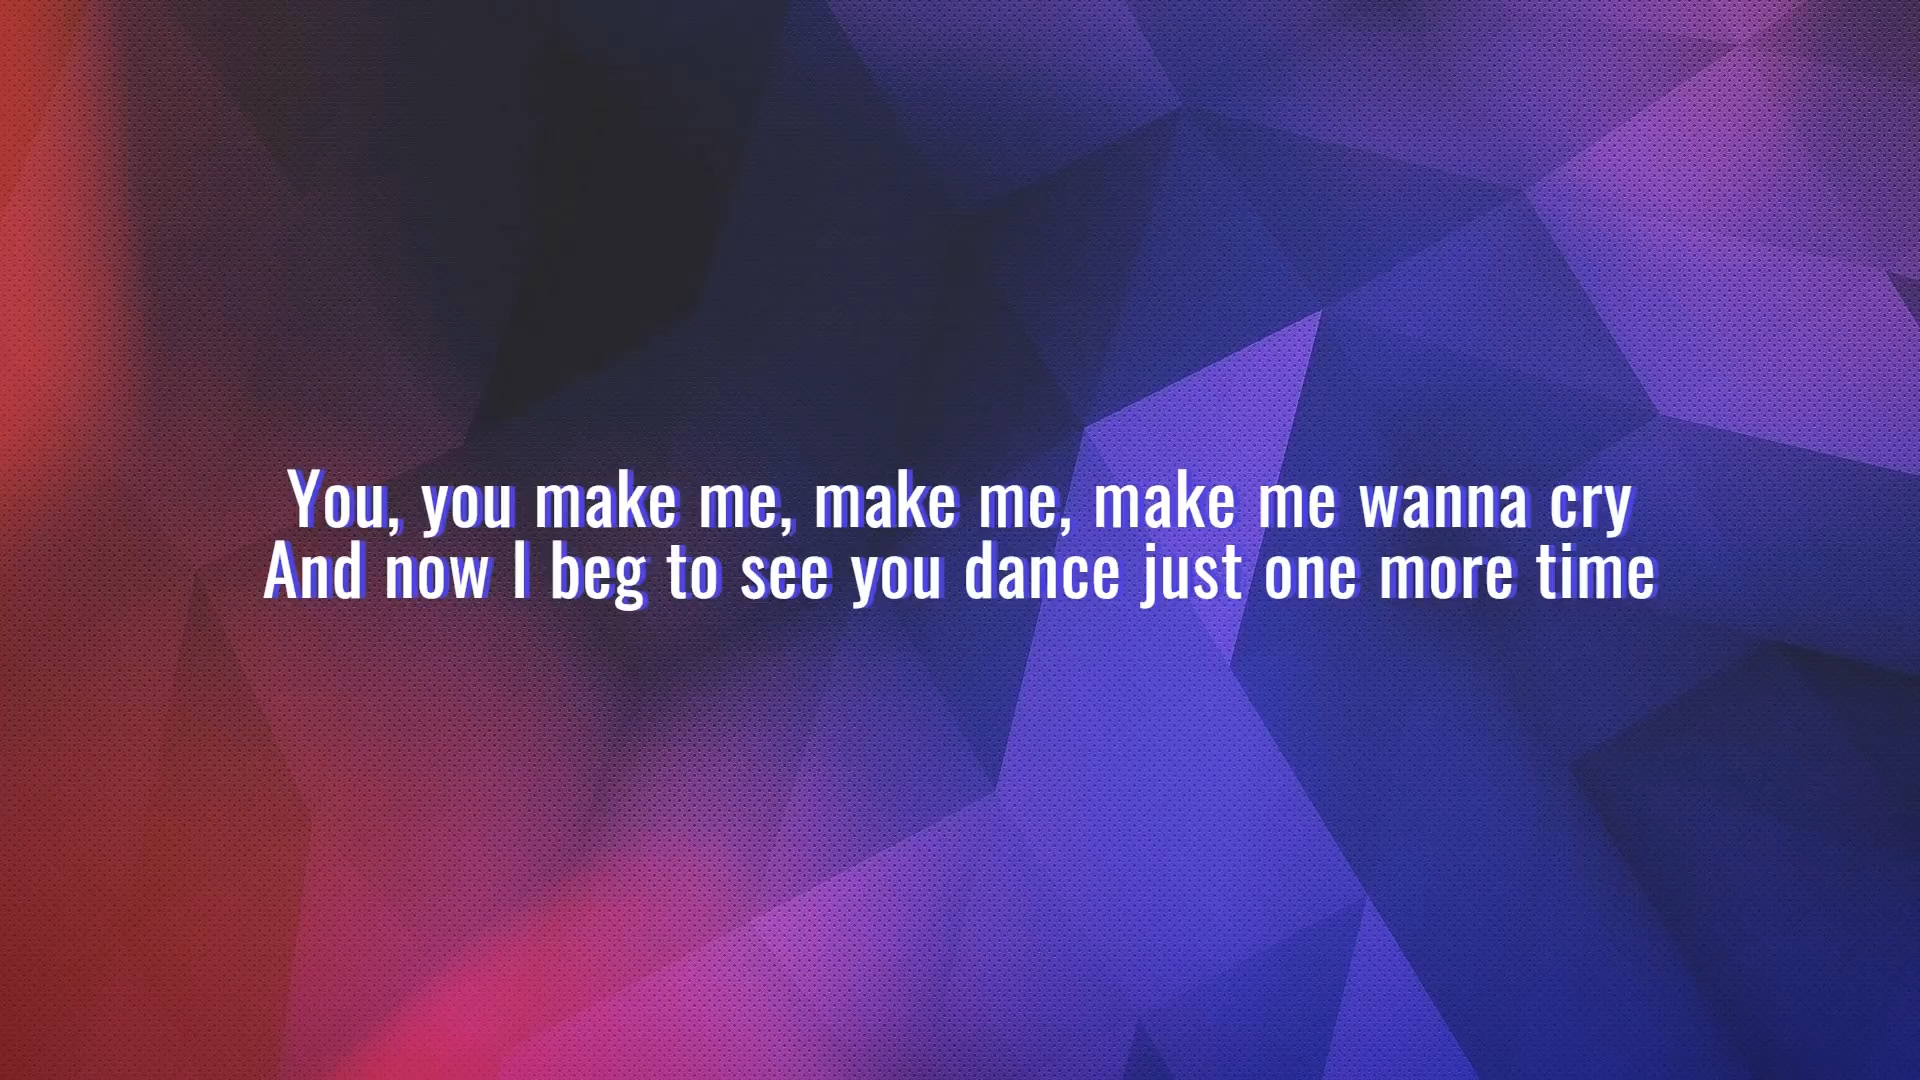 You, you make me, make me, make me wanna cry
And now I beg to see you dance just one more time